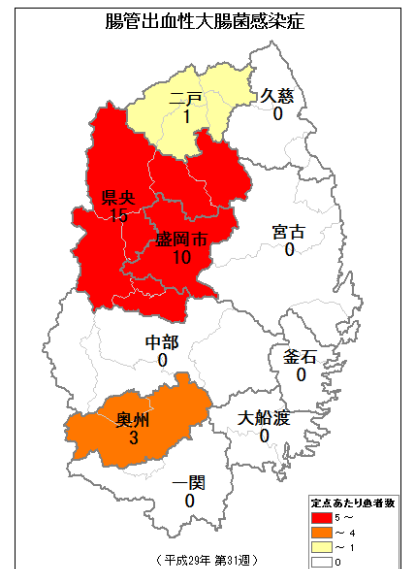 腸管出血性大腸菌感染症
二戸
1
久慈
0
県央
15
盛岡市
10
宮古
0
中部
0
釜石
0
奥州
3
大船渡
0
一関
0
定点あたり患者数
5 ～
～ 4
～ 1
0
（平成29年 第31週）